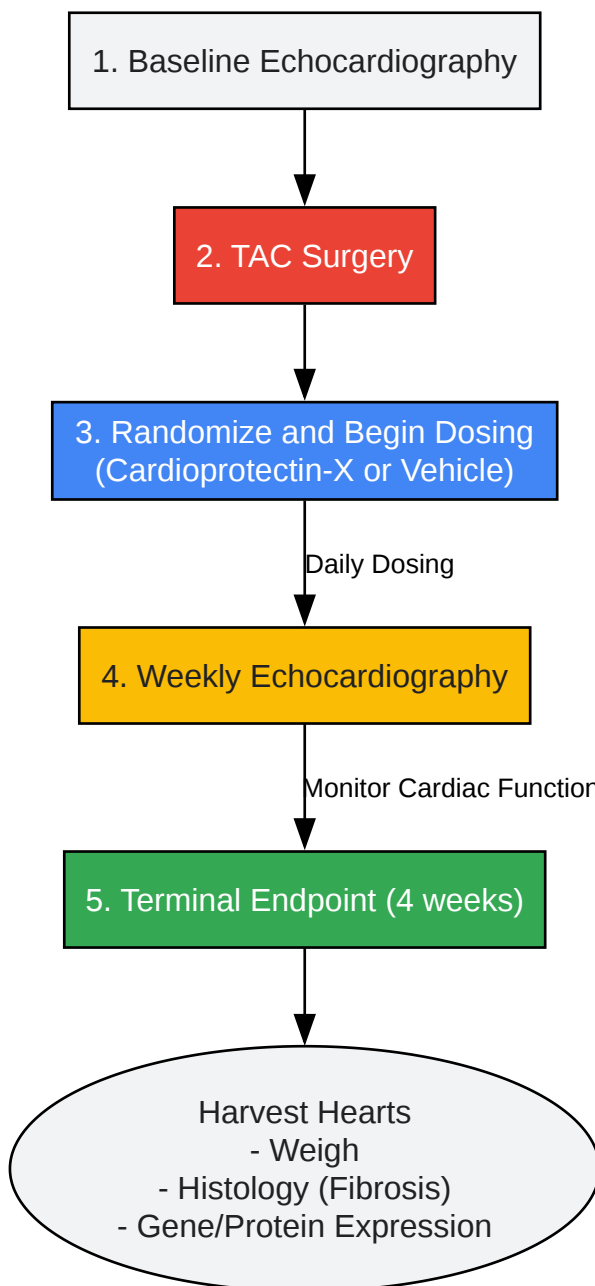 1. Baseline Echocardiography
2. TAC Surgery
3. Randomize and Begin Dosing
(Cardioprotectin-X or Vehicle)
Daily Dosing
4. Weekly Echocardiography
Monitor Cardiac Function
5. Terminal Endpoint (4 weeks)
Harvest Hearts
- Weigh
- Histology (Fibrosis)
- Gene/Protein Expression